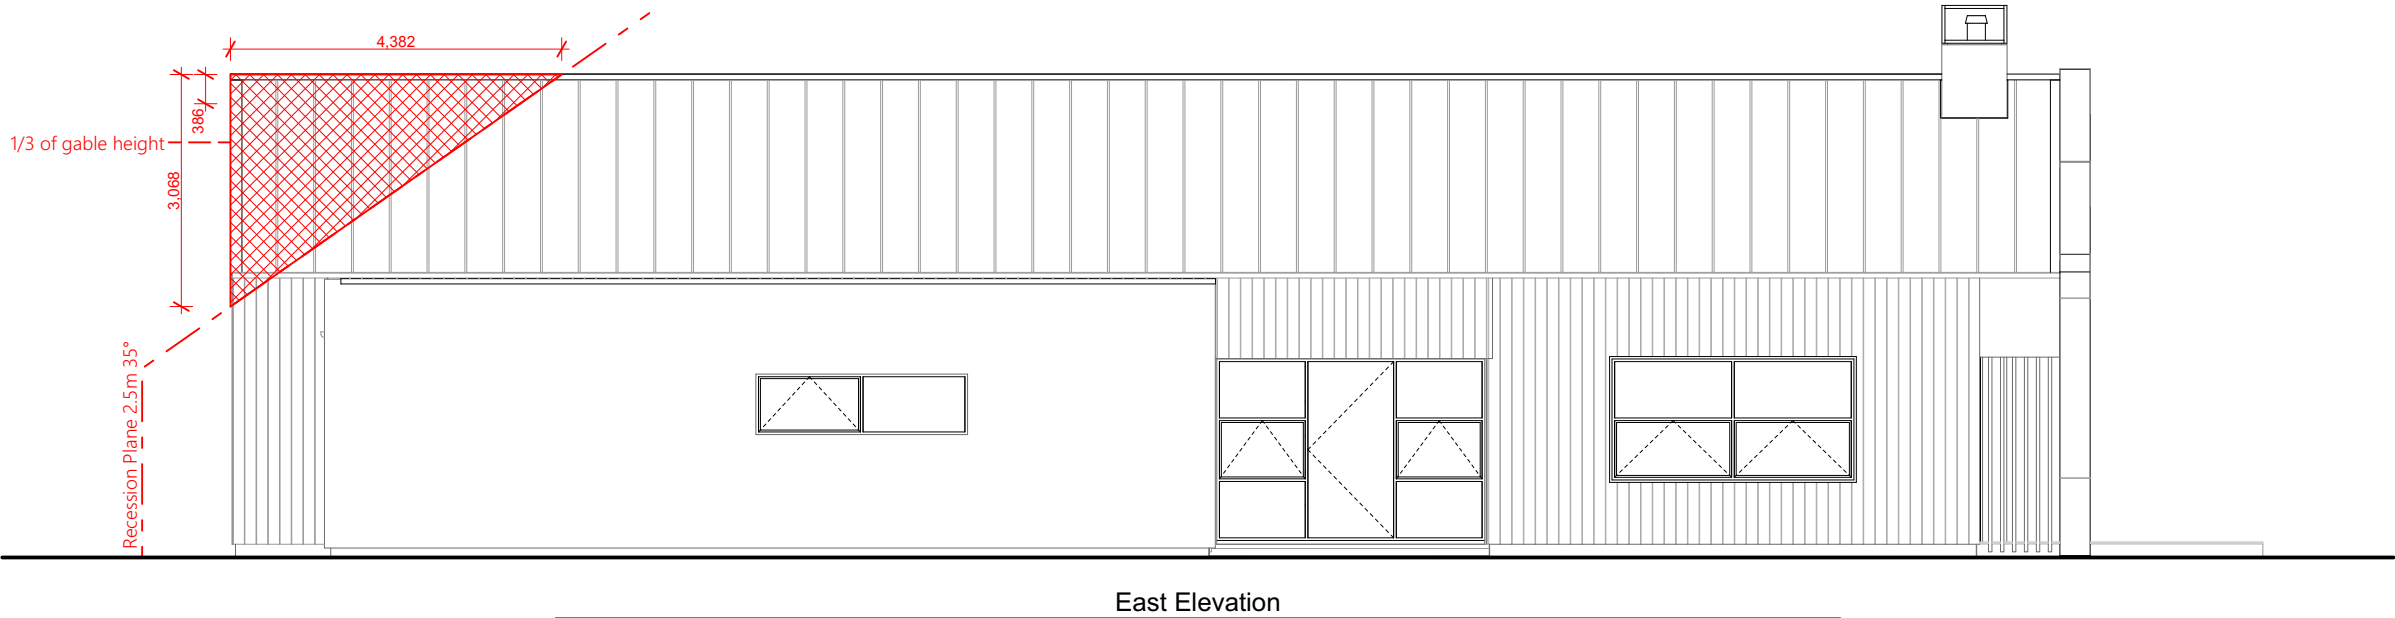 4,382
386
1/3 of gable height
3,068
Recession Plane 2.5m 35°
East Elevation